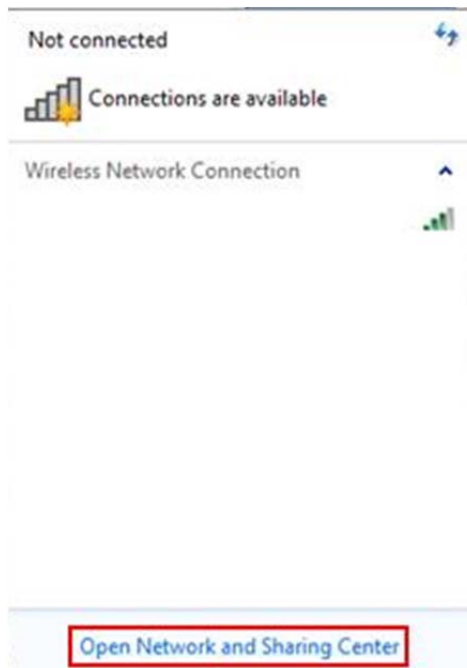 Not connected
Connections are available
Wireless Network Connection
Open Network and Sharing Center